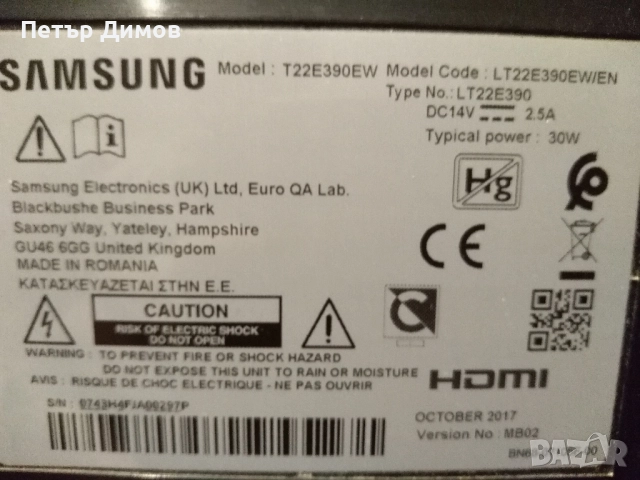 Петър Димов
SAMSUNG Model : T22E390EW Model Code : LT22E390EW/EN
Type No.: LT22E390
DC14V 2.5A
Typical power : 30W
Hg
Samsung Electronics (UK) Ltd, Euro QA Lab.
Blackbushe Business Park
Saxony Way, Yateley, Hampshire
GU46 6GG United Kingdom
MADE IN ROMANIA
ΚΑΤΑΣΚΕΥΑΖΕΤΑΙ ΣΤΗΝ Ε.Ε.
CE
CAUTION
RISK OF ELECTRIC SHOCK
DO NOT OPEN
WARNING : TO PREVENT FIRE OR SHOCK HAZARD
DO NOT EXPOSE THIS UNIT TO RAIN OR MOISTURE
AVIS : RISQUE DE CHOC ELECTRIQUE - NE PAS OUVRIR
HDMI
S/N : 0743H4FJA00297P
OCTOBER 2017
Version No : MB02
BAZAR